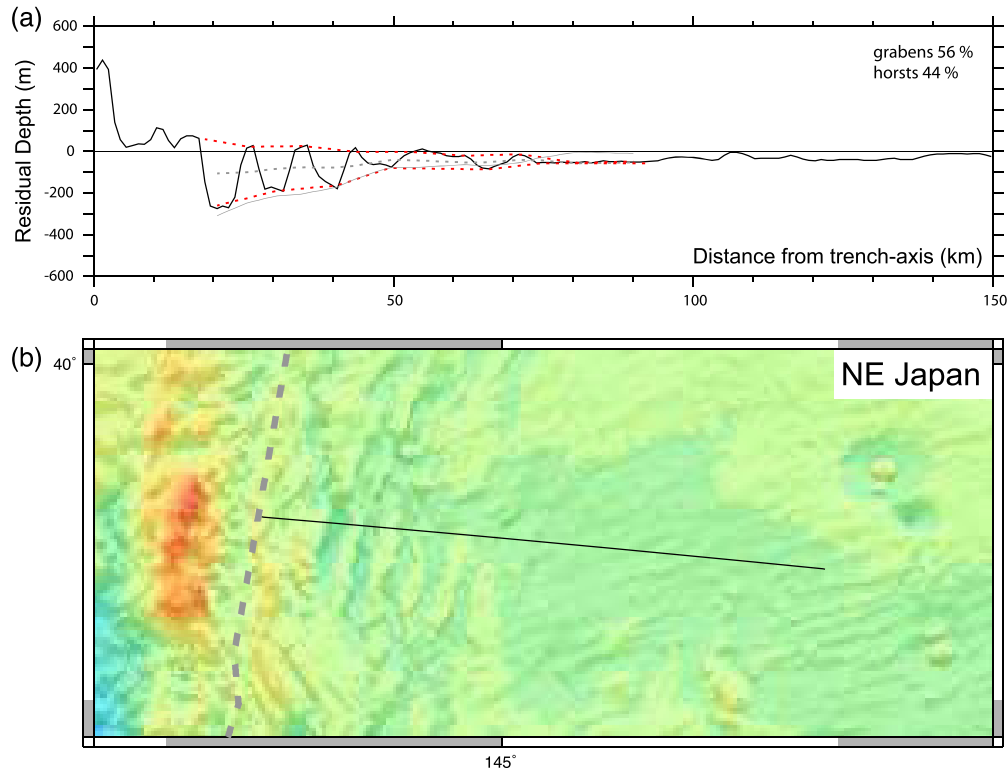 (a)
600
400
200
0
-200
-400
-600
Residual Depth (m)
grabens 56 %
horsts 44 %
Distance from trench-axis (km)
0
50
100
150
(b)
40°
NE Japan
145°